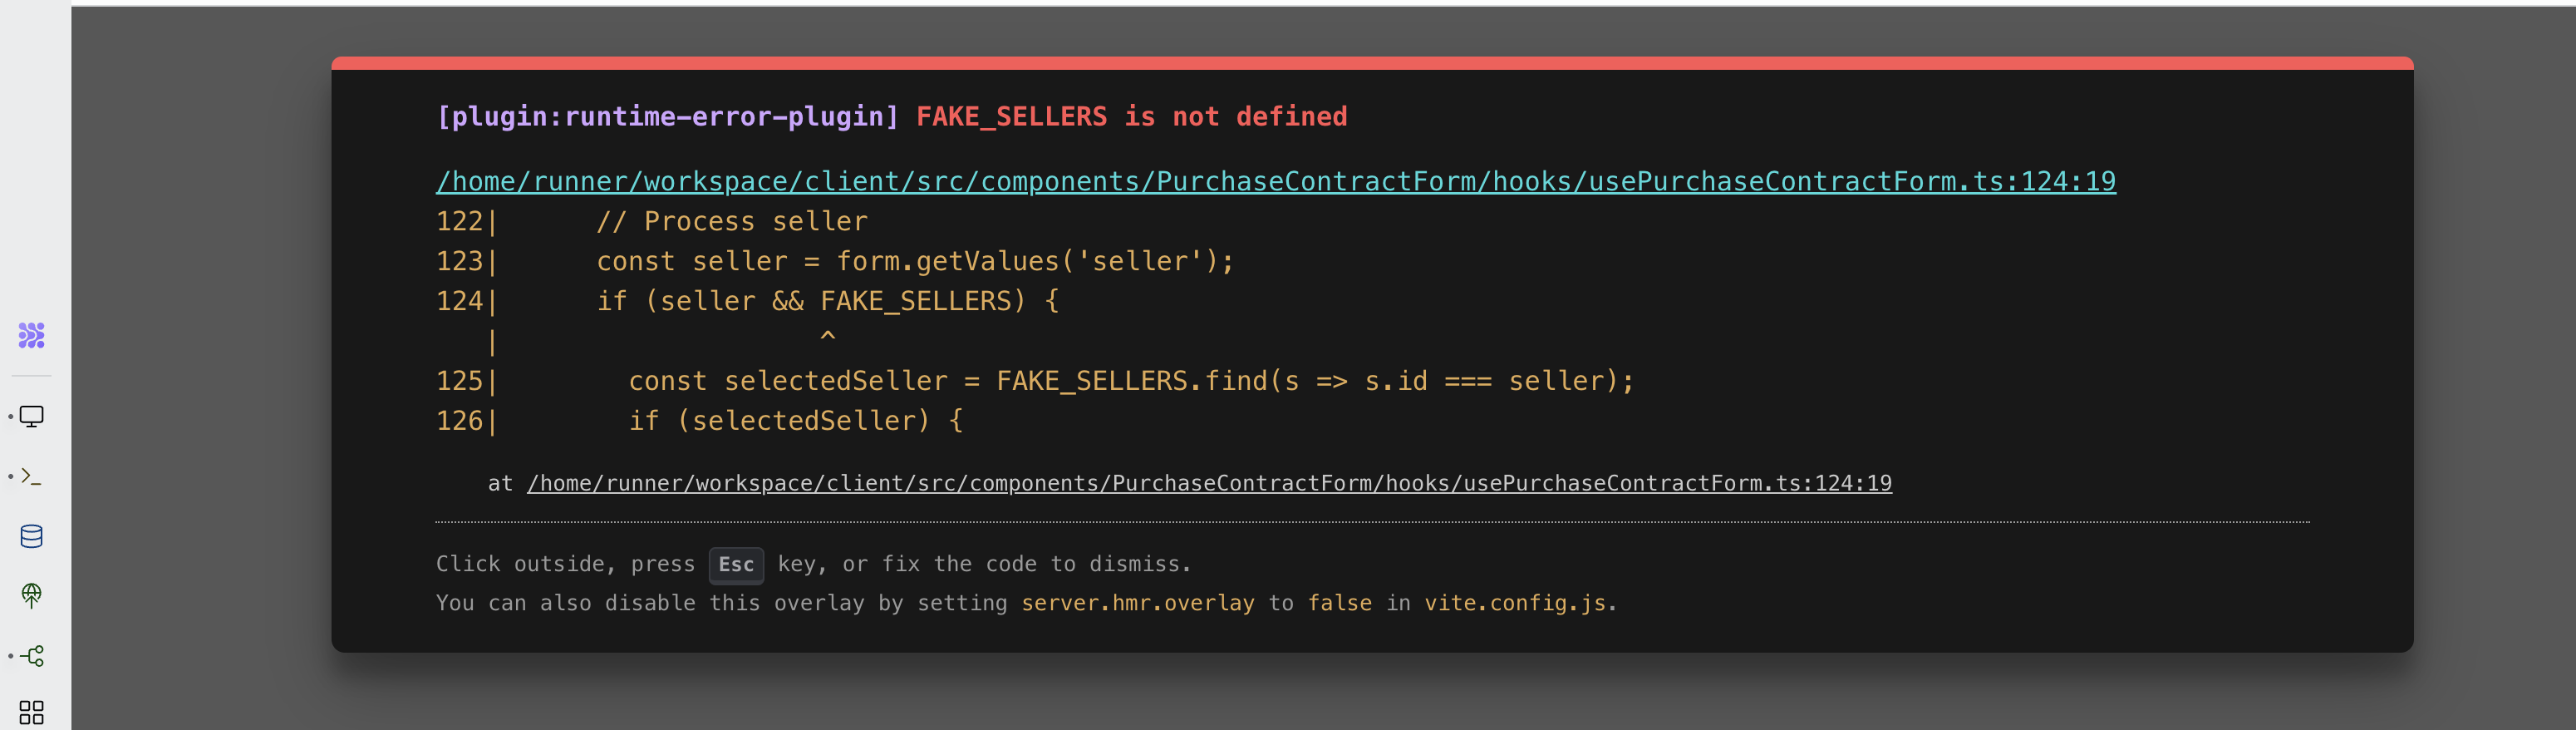 [plugin:runtime-error-plugin] FAKE_SELLERS is not defined
/home/runner/workspace/client/src/components/PurchaseContractForm/hooks/usePurchaseContractForm.ts:124:19
122|      // Process seller
123|      const seller = form.getValues('seller');
124|      if (seller && FAKE_SELLERS) {
   |                    ^
125|        const selectedSeller = FAKE_SELLERS.find(s => s.id === seller);
126|        if (selectedSeller) {
at /home/runner/workspace/client/src/components/PurchaseContractForm/hooks/usePurchaseContractForm.ts:124:19
Click outside, press Esc key, or fix the code to dismiss.
You can also disable this overlay by setting server.hmr.overlay to false in vite.config.js.